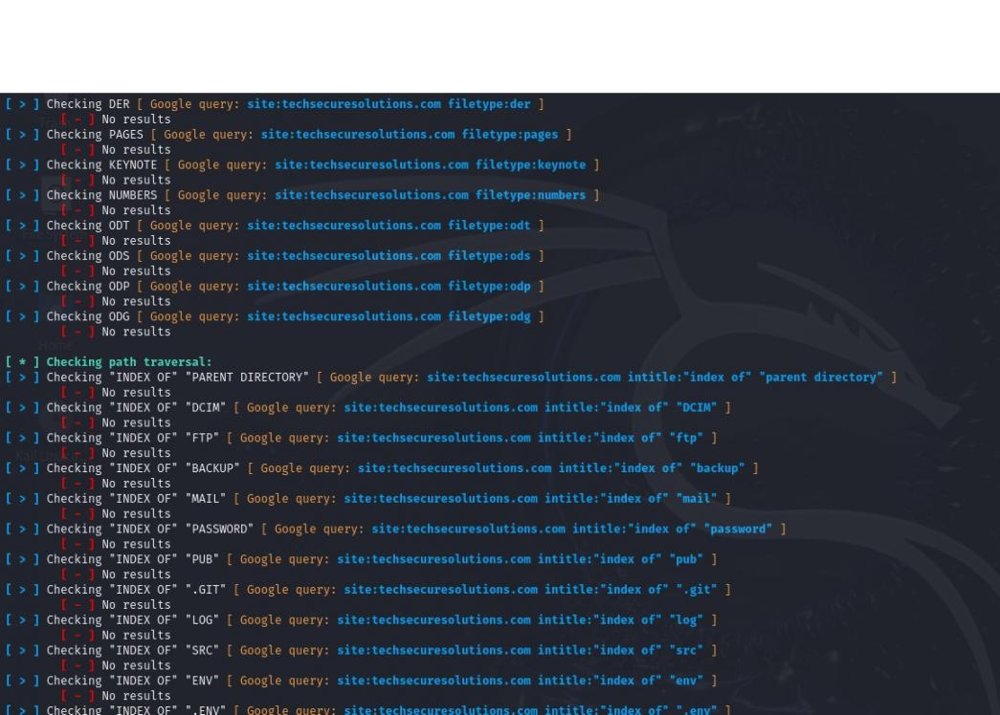 [ > ] Checking DER [ Google query: site:techsecuresolutions.com filetype:der ]
[ - ] No results
[ > ] Checking PAGES [ Google query: site:techsecuresolutions.com filetype:pages ]
[ - ] No results
[ > ] Checking KEYNOTE [ Google query: site:techsecuresolutions.com filetype:keynote ]
[ - ] No results
[ > ] Checking NUMBERS [ Google query: site:techsecuresolutions.com filetype:numbers ]
[ - ] No results
[ > ] Checking ODT [ Google query: site:techsecuresolutions.com filetype:odt ]
[ - ] No results
[ > ] Checking ODS [ Google query: site:techsecuresolutions.com filetype:ods ]
[ - ] No results
[ > ] Checking ODP [ Google query: site:techsecuresolutions.com filetype:odp ]
[ - ] No results
[ > ] Checking ODG [ Google query: site:techsecuresolutions.com filetype:odg ]
[ - ] No results
Home
[ * ] Checking path traversal:
[ > ] Checking "INDEX OF" "PARENT DIRECTORY" [ Google query: site:techsecuresolutions.com intitle:"index of" "parent directory" ]
[ - ] No results
[ > ] Checking "INDEX OF" "DCIM" [ Google query: site:techsecuresolutions.com intitle:"index of" "DCIM" ]
[ - ] No results
[ > ] Checking "INDEX OF" "FTP" [ Google query: site:techsecuresolutions.com intitle:"index of" "ftp" ]
[ - ] No results
[ > ] Checking "INDEX OF" "BACKUP" [ Google query: site:techsecuresolutions.com intitle:"index of" "backup" ]
[ - ] No results
[ > ] Checking "INDEX OF" "MAIL" [ Google query: site:techsecuresolutions.com intitle:"index of" "mail" ]
[ - ] No results
[ > ] Checking "INDEX OF" "PASSWORD" [ Google query: site:techsecuresolutions.com intitle:"index of" "password" ]
[ - ] No results
[ > ] Checking "INDEX OF" "PUB" [ Google query: site:techsecuresolutions.com intitle:"index of" "pub" ]
[ - ] No results
[ > ] Checking "INDEX OF" ".GIT" [ Google query: site:techsecuresolutions.com intitle:"index of" ".git" ]
[ - ] No results
[ > ] Checking "INDEX OF" "LOG" [ Google query: site:techsecuresolutions.com intitle:"index of" "log" ]
[ - ] No results
[ > ] Checking "INDEX OF" "SRC" [ Google query: site:techsecuresolutions.com intitle:"index of" "src" ]
[ - ] No results
[ > ] Checking "INDEX OF" "ENV" [ Google query: site:techsecuresolutions.com intitle:"index of" "env" ]
[ - ] No results
[ > ] Checking "INDEX OF" ".ENV" [ Google query: site:techsecuresolutions.com intitle:"index of" ".env" ]